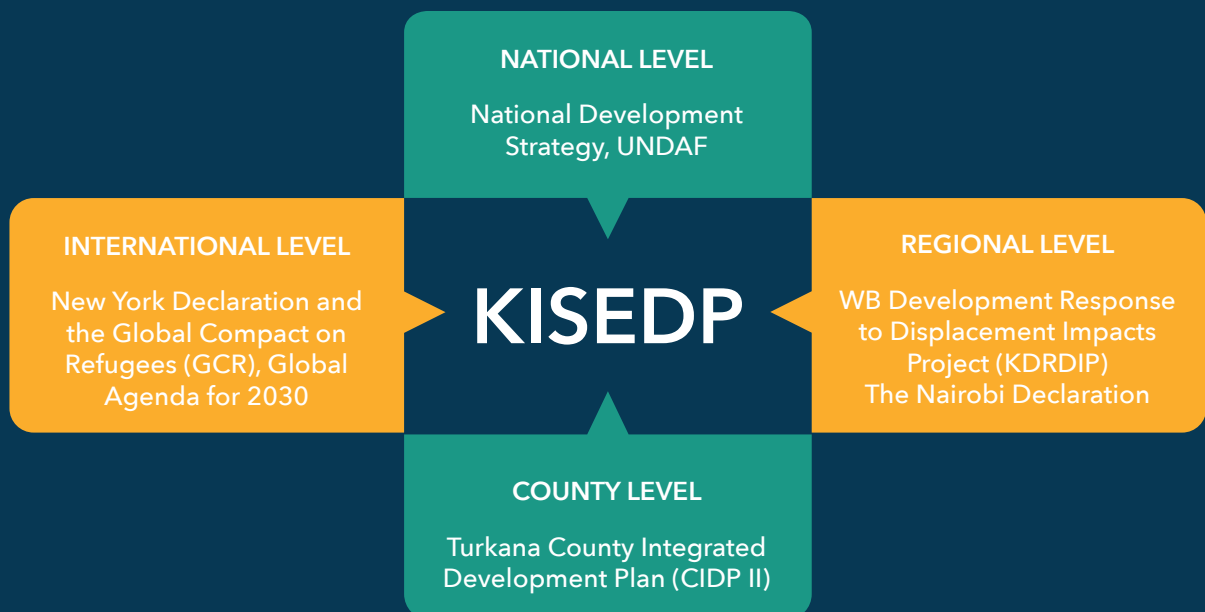 NATIONAL LEVEL
National Development
Strategy, UNDAF
INTERNATIONAL LEVEL
New York Declaration and
the Global Compact on
Refugees (GCR), Global
Agenda for 2030
KISEDP
REGIONAL LEVEL
WB Development Response
to Displacement Impacts
Project (KDRDIP)
The Nairobi Declaration
COUNTY LEVEL
Turkana County Integrated
Development Plan (CIDP II)